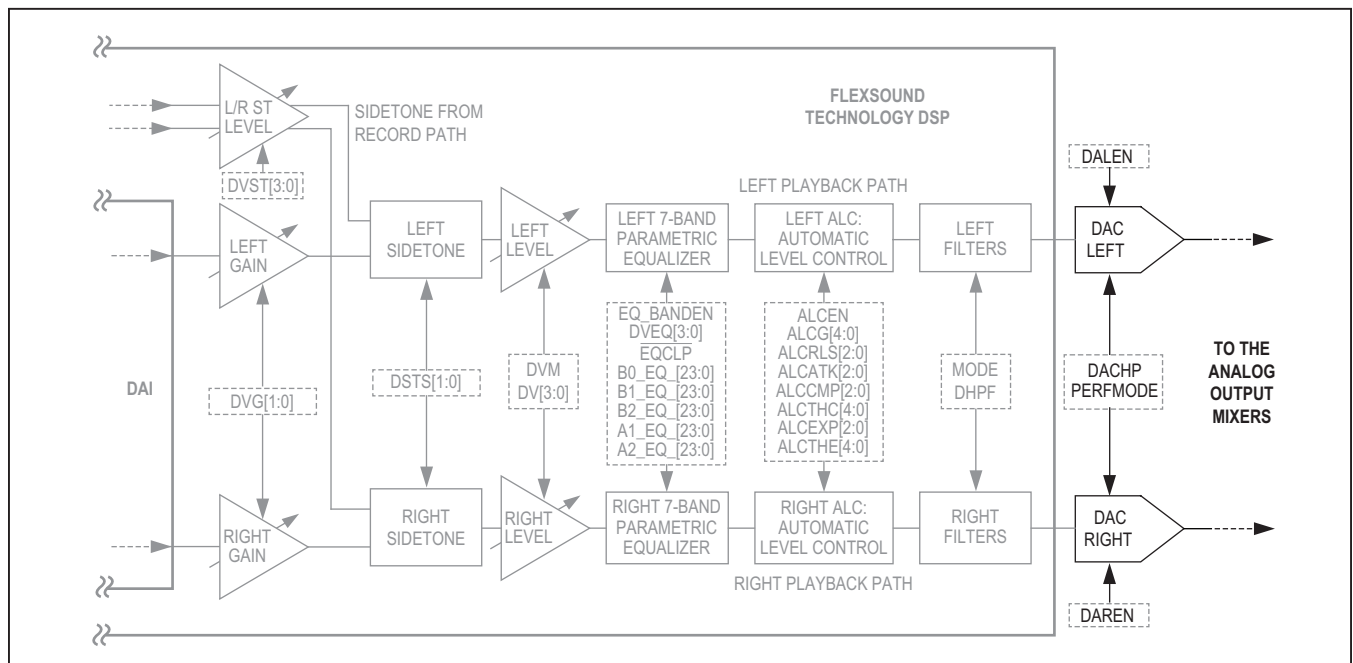 FLEXSOUND
TECHNOLOGY DSP
L/R ST
LEVEL
SIDETONE FROM
RECORD PATH
DVST[3:0]
DALEN
LEFT PLAYBACK PATH
DAI
LEFT
GAIN
LEFT
SIDETONE
LEFT
LEVEL
LEFT 7-BAND
PARAMETRIC
EQUALIZER
LEFT ALC:
AUTOMATIC
LEVEL CONTROL
LEFT
FILTERS
DAC
LEFT
DVG[1:0]
DSTS[1:0]
DVM
DV[3:0]
EQ_BANDEN
DVEQ[3:0]
EQCLP
B0_EQ_[23:0]
B1_EQ_[23:0]
B2_EQ_[23:0]
A1_EQ_[23:0]
A2_EQ_[23:0]
ALCEN
ALCG[4:0]
ALCRLS[2:0]
ALCATK[2:0]
ALCCMP[2:0]
ALCTHC[4:0]
ALCEXP[2:0]
ALCTHE[4:0]
MODE
DHPF
DACHP
PERFMODE
TO THE
ANALOG
OUTPUT
MIXERS
RIGHT
GAIN
RIGHT
SIDETONE
RIGHT
LEVEL
RIGHT 7-BAND
PARAMETRIC
EQUALIZER
RIGHT ALC:
AUTOMATIC
LEVEL CONTROL
RIGHT
FILTERS
DAC
RIGHT
RIGHT PLAYBACK PATH
DAREN